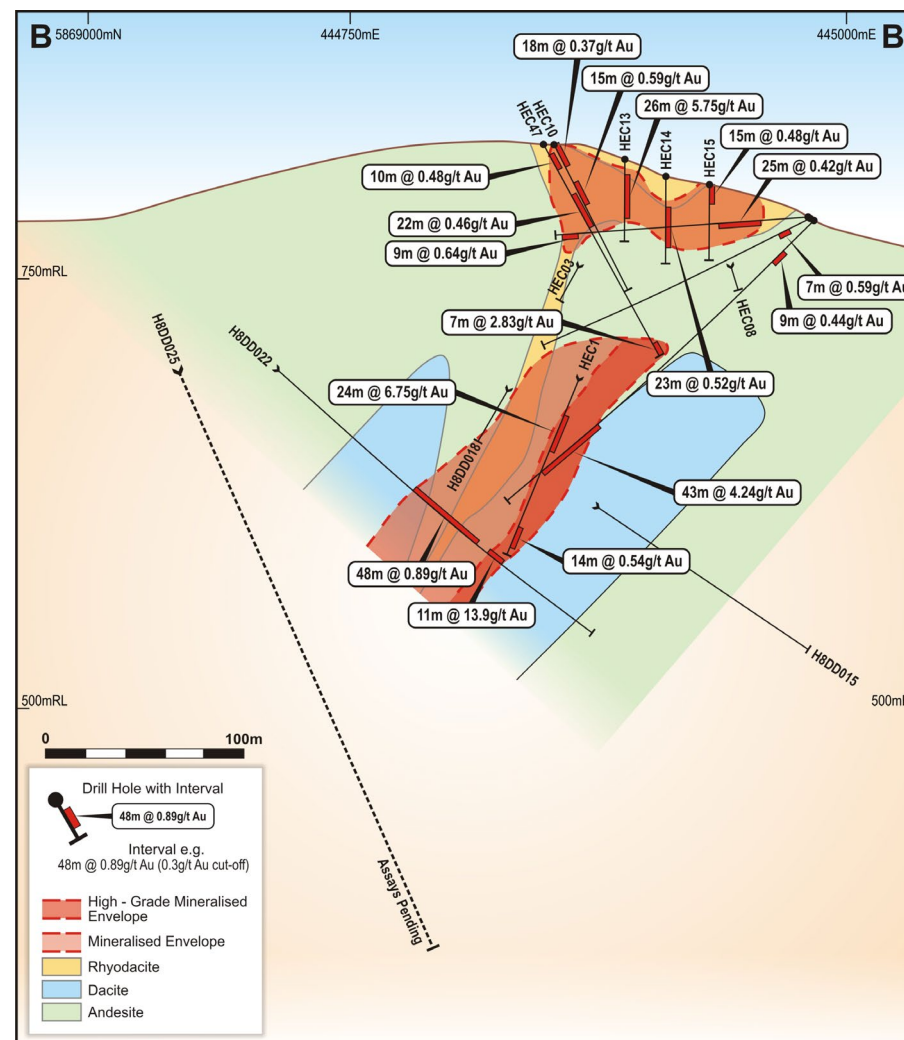 B
5869000mN
444750mE
445000mE
B
18m @ 0.37g/t Au
15m @ 0.59g/t Au
26m @ 5.75g/t Au
HEC10
HEC47
HEC13
HEC14
HEC15
15m @ 0.48g/t Au
25m @ 0.42g/t Au
10m @ 0.48g/t Au
22m @ 0.46g/t Au
9m @ 0.64g/t Au
750mRL
HEC03
HEC08
7m @ 0.59g/t Au
9m @ 0.44g/t Au
7m @ 2.83g/t Au
H8DD025
H8DD022
HEC1
23m @ 0.52g/t Au
24m @ 6.75g/t Au
H8DD018
43m @ 4.24g/t Au
14m @ 0.54g/t Au
48m @ 0.89g/t Au
11m @ 13.9g/t Au
H8DD015
500mRL
500m
0
100m
Drill Hole with Interval
48m @ 0.89g/t Au
Interval e.g.
48m @ 0.89g/t Au (0.3g/t Au cut-off)
High - Grade Mineralised
Envelope
Mineralised Envelope
Rhyodacite
Dacite
Andesite
Assays Pending